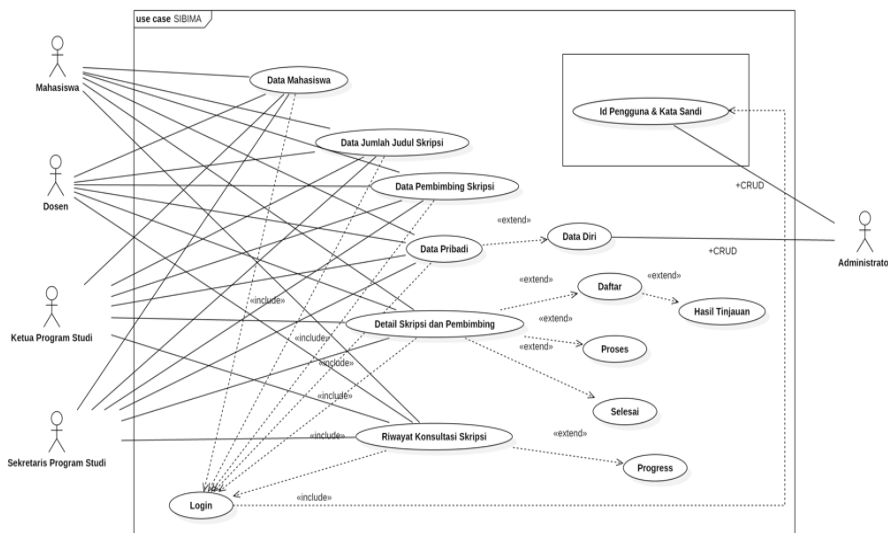 use case SIBIMA
Mahasiswa
Data Mahasiswa
Id Pengguna & Kata Sandi
Data Jumlah Judul Skripsi
+CRUD
Data Pembimbing Skripsi
Dosen
«extend»
Data Diri
Data Pribadi
+CRUD
Administrato
«extend»
«extend»
Daftar
«include»
Hasil Tinjauan
«extend»
Detail Skripsi dan Pembimbing
Ketua Program Studi
«include»
«extend»
Proses
«include»
«include»
Selesai
«include»
Riwayat Konsultasi Skripsi
«extend»
Sekretaris Program Studi
Progress
«include»
Login